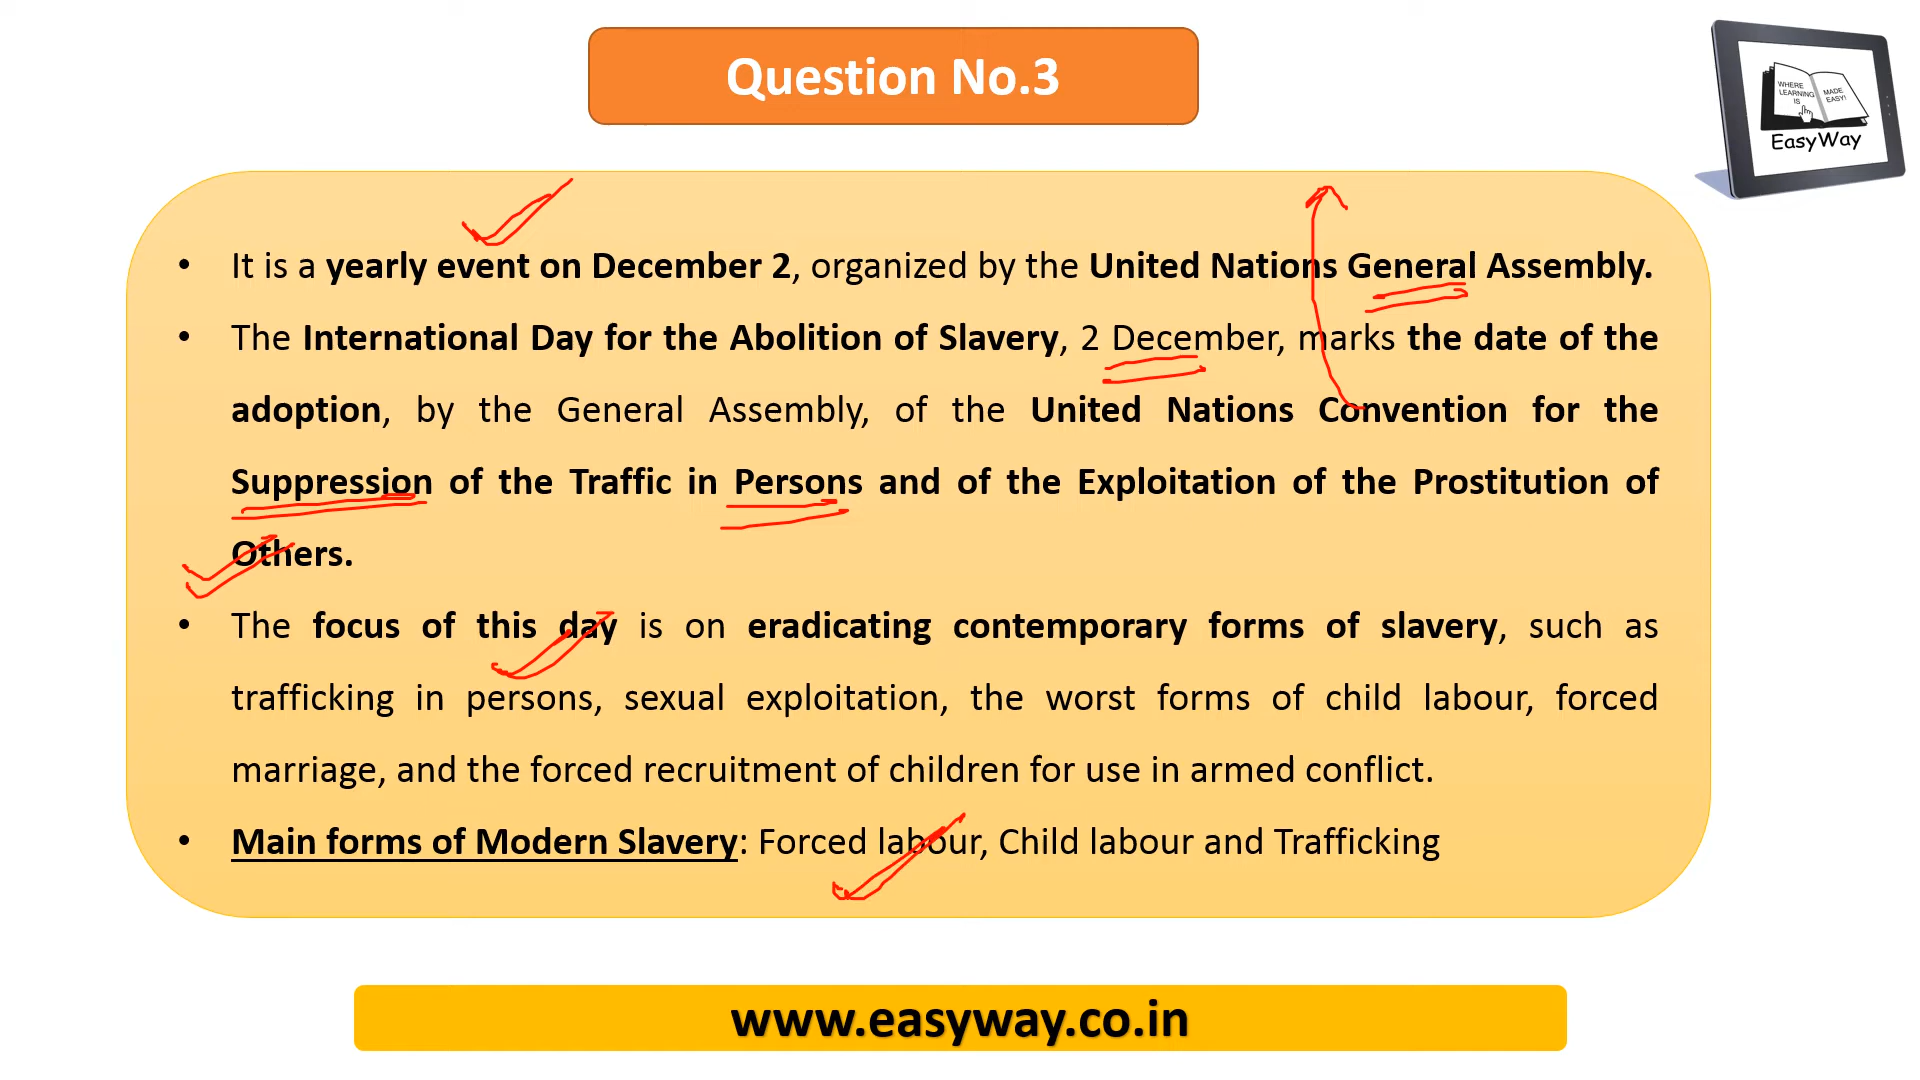 Question No.3
WHERE
LEARNING
IS
MADE
EASY!
EasyWay
• It is a yearly event on December 2, organized by the United Nations General Assembly.
• The International Day for the Abolition of Slavery, 2 December, marks the date of the
adoption, by the General Assembly, of the United Nations Convention for the
Suppression of the Traffic in Persons and of the Exploitation of the Prostitution of
Others.
• The focus of this day is on eradicating contemporary forms of slavery, such as
trafficking in persons, sexual exploitation, the worst forms of child labour, forced
marriage, and the forced recruitment of children for use in armed conflict.
• Main forms of Modern Slavery: Forced labour, Child labour and Trafficking
www.easyway.co.in